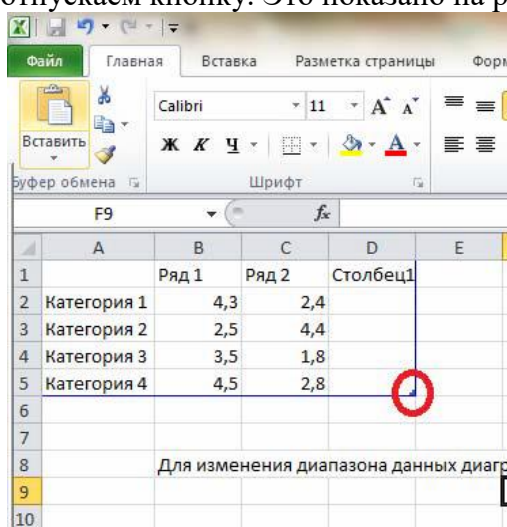 отпускаем кнопку. Это показано на р
Файл Главная Вставка Разметка страницы Форм
Calibri 11 A A
Вставить Ж К Ч A
Буфер обмена Шрифт
F9 fx
A B C D E
1 Ряд 1 Ряд 2 Столбец1
2 Категория 1 4,3 2,4
3 Категория 2 2,5 4,4
4 Категория 3 3,5 1,8
5 Категория 4 4,5 2,8
6
7
8 Для изменения диапазона данных диагр
9
10